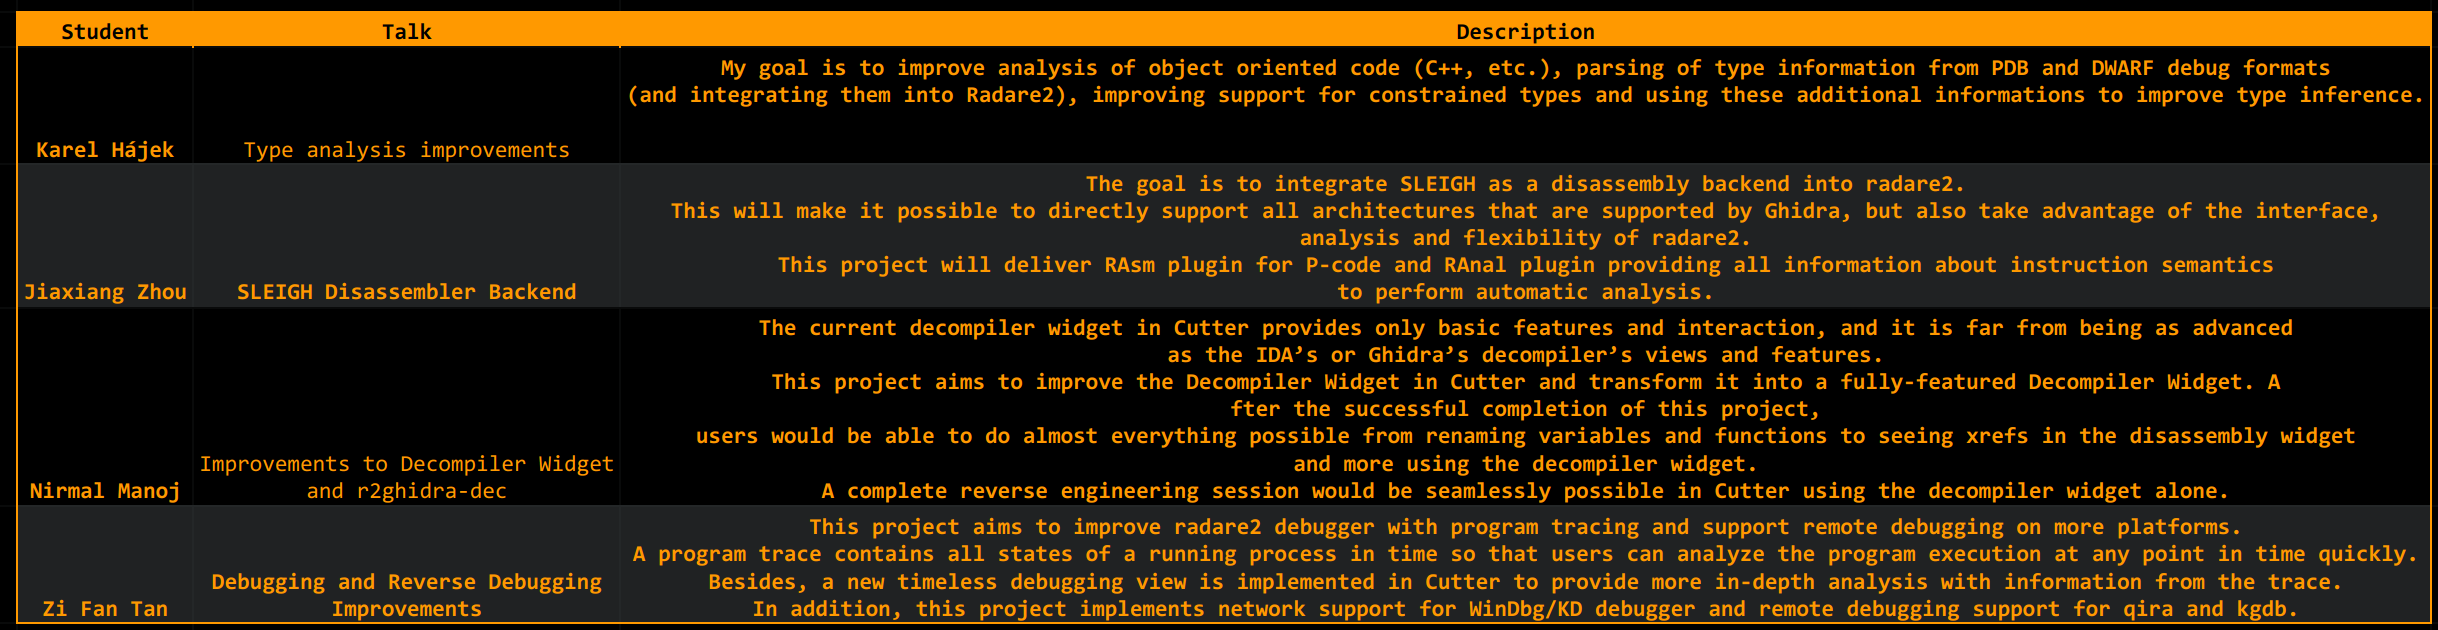 Student Talk Description
My goal is to improve analysis of object oriented code (C++, etc.), parsing of type information from PDB and DWARF debug formats
(and integrating them into Radare2), improving support for constrained types and using these additional informations to improve type inference.
Karel Hájek Type analysis improvements
The goal is to integrate SLEIGH as a disassembly backend into radare2.
This will make it possible to directly support all architectures that are supported by Ghidra, but also take advantage of the interface,
analysis and flexibility of radare2.
This project will deliver RAsm plugin for P-code and RAnal plugin providing all information about instruction semantics
Jiaxiang Zhou SLEIGH Disassembler Backend to perform automatic analysis.
The current decompiler widget in Cutter provides only basic features and interaction, and it is far from being as advanced
as the IDA’s or Ghidra’s decompiler’s views and features.
This project aims to improve the Decompiler Widget in Cutter and transform it into a fully-featured Decompiler Widget. A
fter the successful completion of this project,
users would be able to do almost everything possible from renaming variables and functions to seeing xrefs in the disassembly widget
Improvements to Decompiler Widget and more using the decompiler widget.
Nirmal Manoj and r2ghidra-dec A complete reverse engineering session would be seamlessly possible in Cutter using the decompiler widget alone.
This project aims to improve radare2 debugger with program tracing and support remote debugging on more platforms.
A program trace contains all states of a running process in time so that users can analyze the program execution at any point in time quickly.
Debugging and Reverse Debugging Besides, a new timeless debugging view is implemented in Cutter to provide more in-depth analysis with information from the trace.
Zi Fan Tan Improvements In addition, this project implements network support for WinDbg/KD debugger and remote debugging support for qira and kgdb.